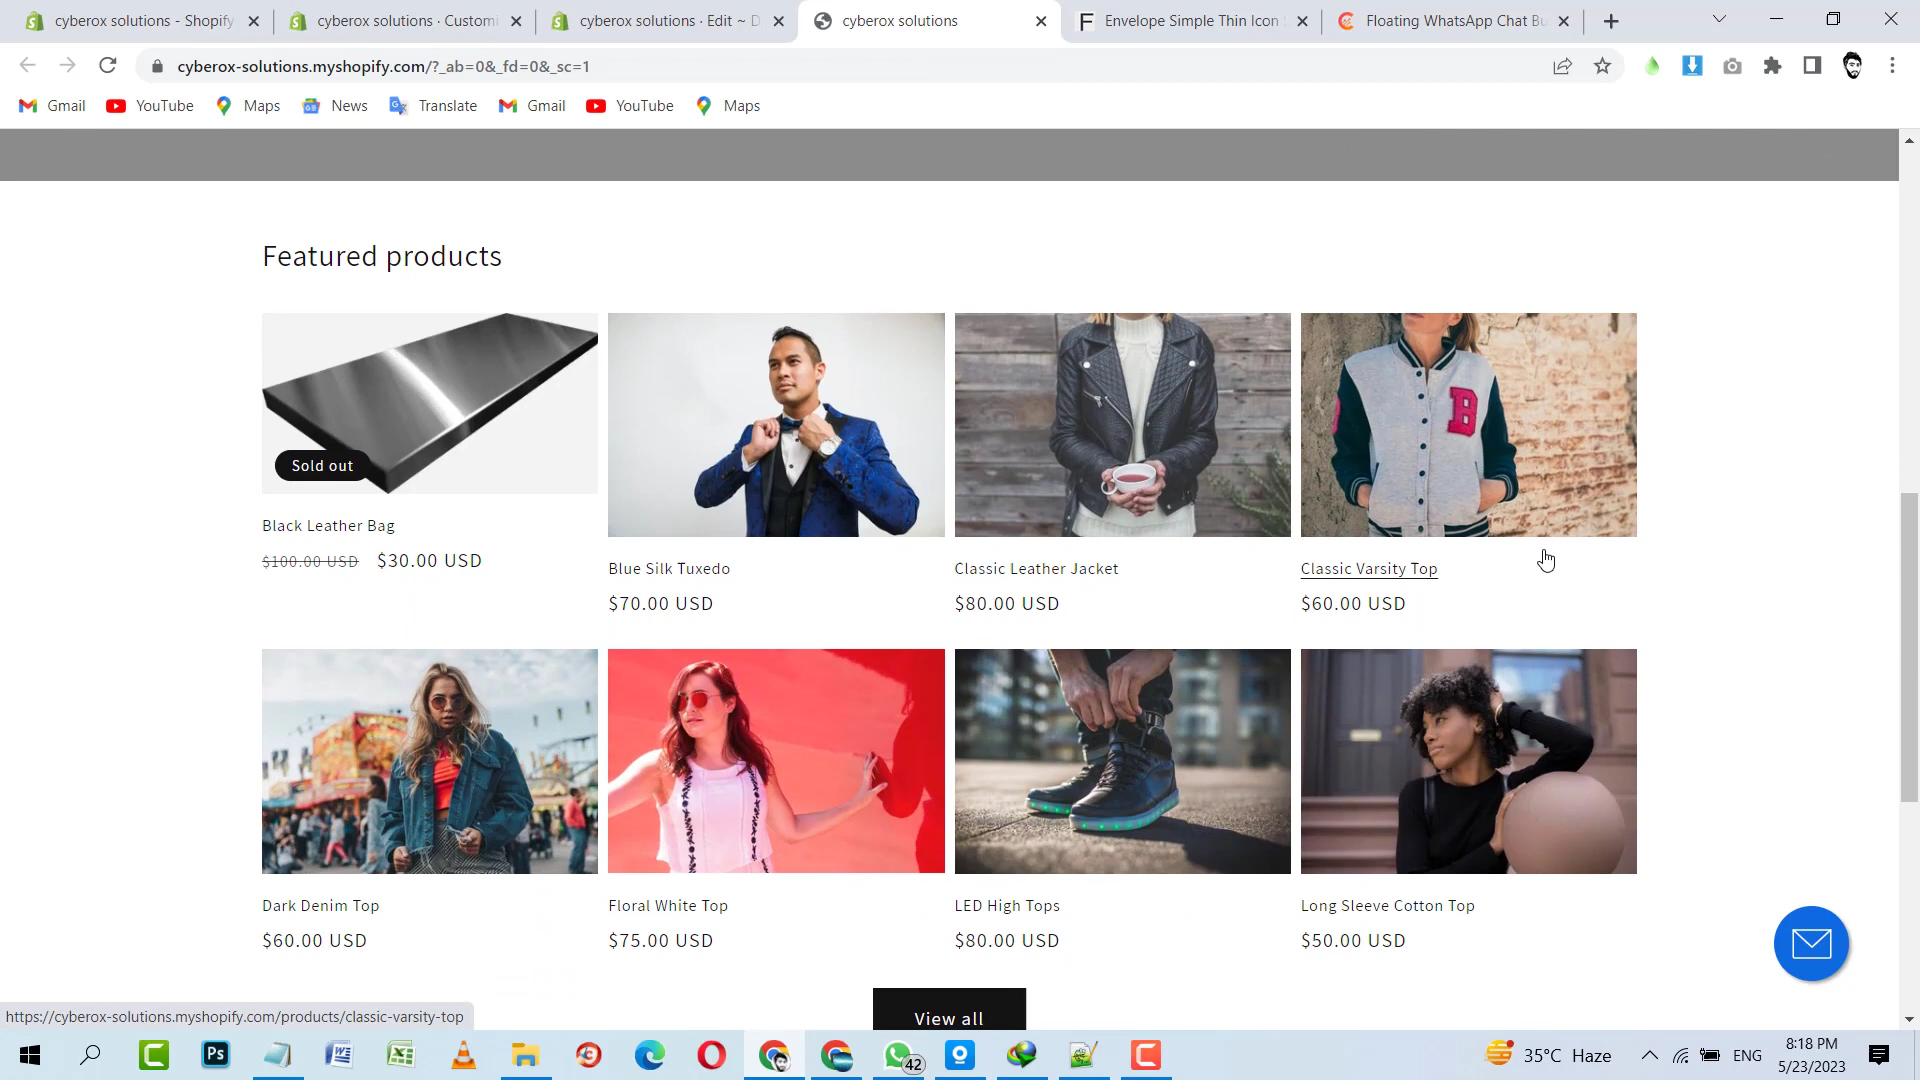 cyberox solutions - Shopify
cyberox solutions · Customi
cyberox solutions · Edit ~ D
cyberox solutions
Envelope Simple Thin Icon
Floating WhatsApp Chat Bu
cyberox-solutions.myshopify.com/?_ab=0&_fd=0&_sc=1
Gmail YouTube Maps News Translate Gmail YouTube Maps
Featured products
Sold out
B
Black Leather Bag
$100.00 USD $30.00 USD
Blue Silk Tuxedo
$70.00 USD
Classic Leather Jacket
$80.00 USD
Classic Varsity Top
$60.00 USD
Dark Denim Top
$60.00 USD
Floral White Top
$75.00 USD
LED High Tops
$80.00 USD
Long Sleeve Cotton Top
$50.00 USD
View all
https://cyberox-solutions.myshopify.com/products/classic-varsity-top
Ps
42
35°C Haze
ENG
8:18 PM
5/23/2023